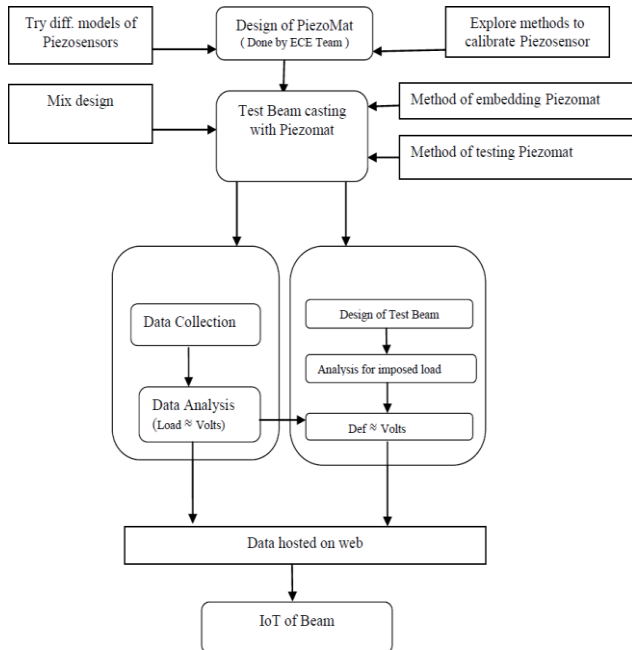 Try diff. models of
Piezosensors
Design of PiezoMat
( Done by ECE Team )
Explore methods to
calibrate Piezosensor
Mix design
Test Beam casting
with Piezomat
Method of embedding Piezomat
Method of testing Piezomat
Data Collection
Data Analysis
(Load ≈ Volts)
Design of Test Beam
Analysis for imposed load
Def ≈ Volts
Data hosted on web
IoT of Beam